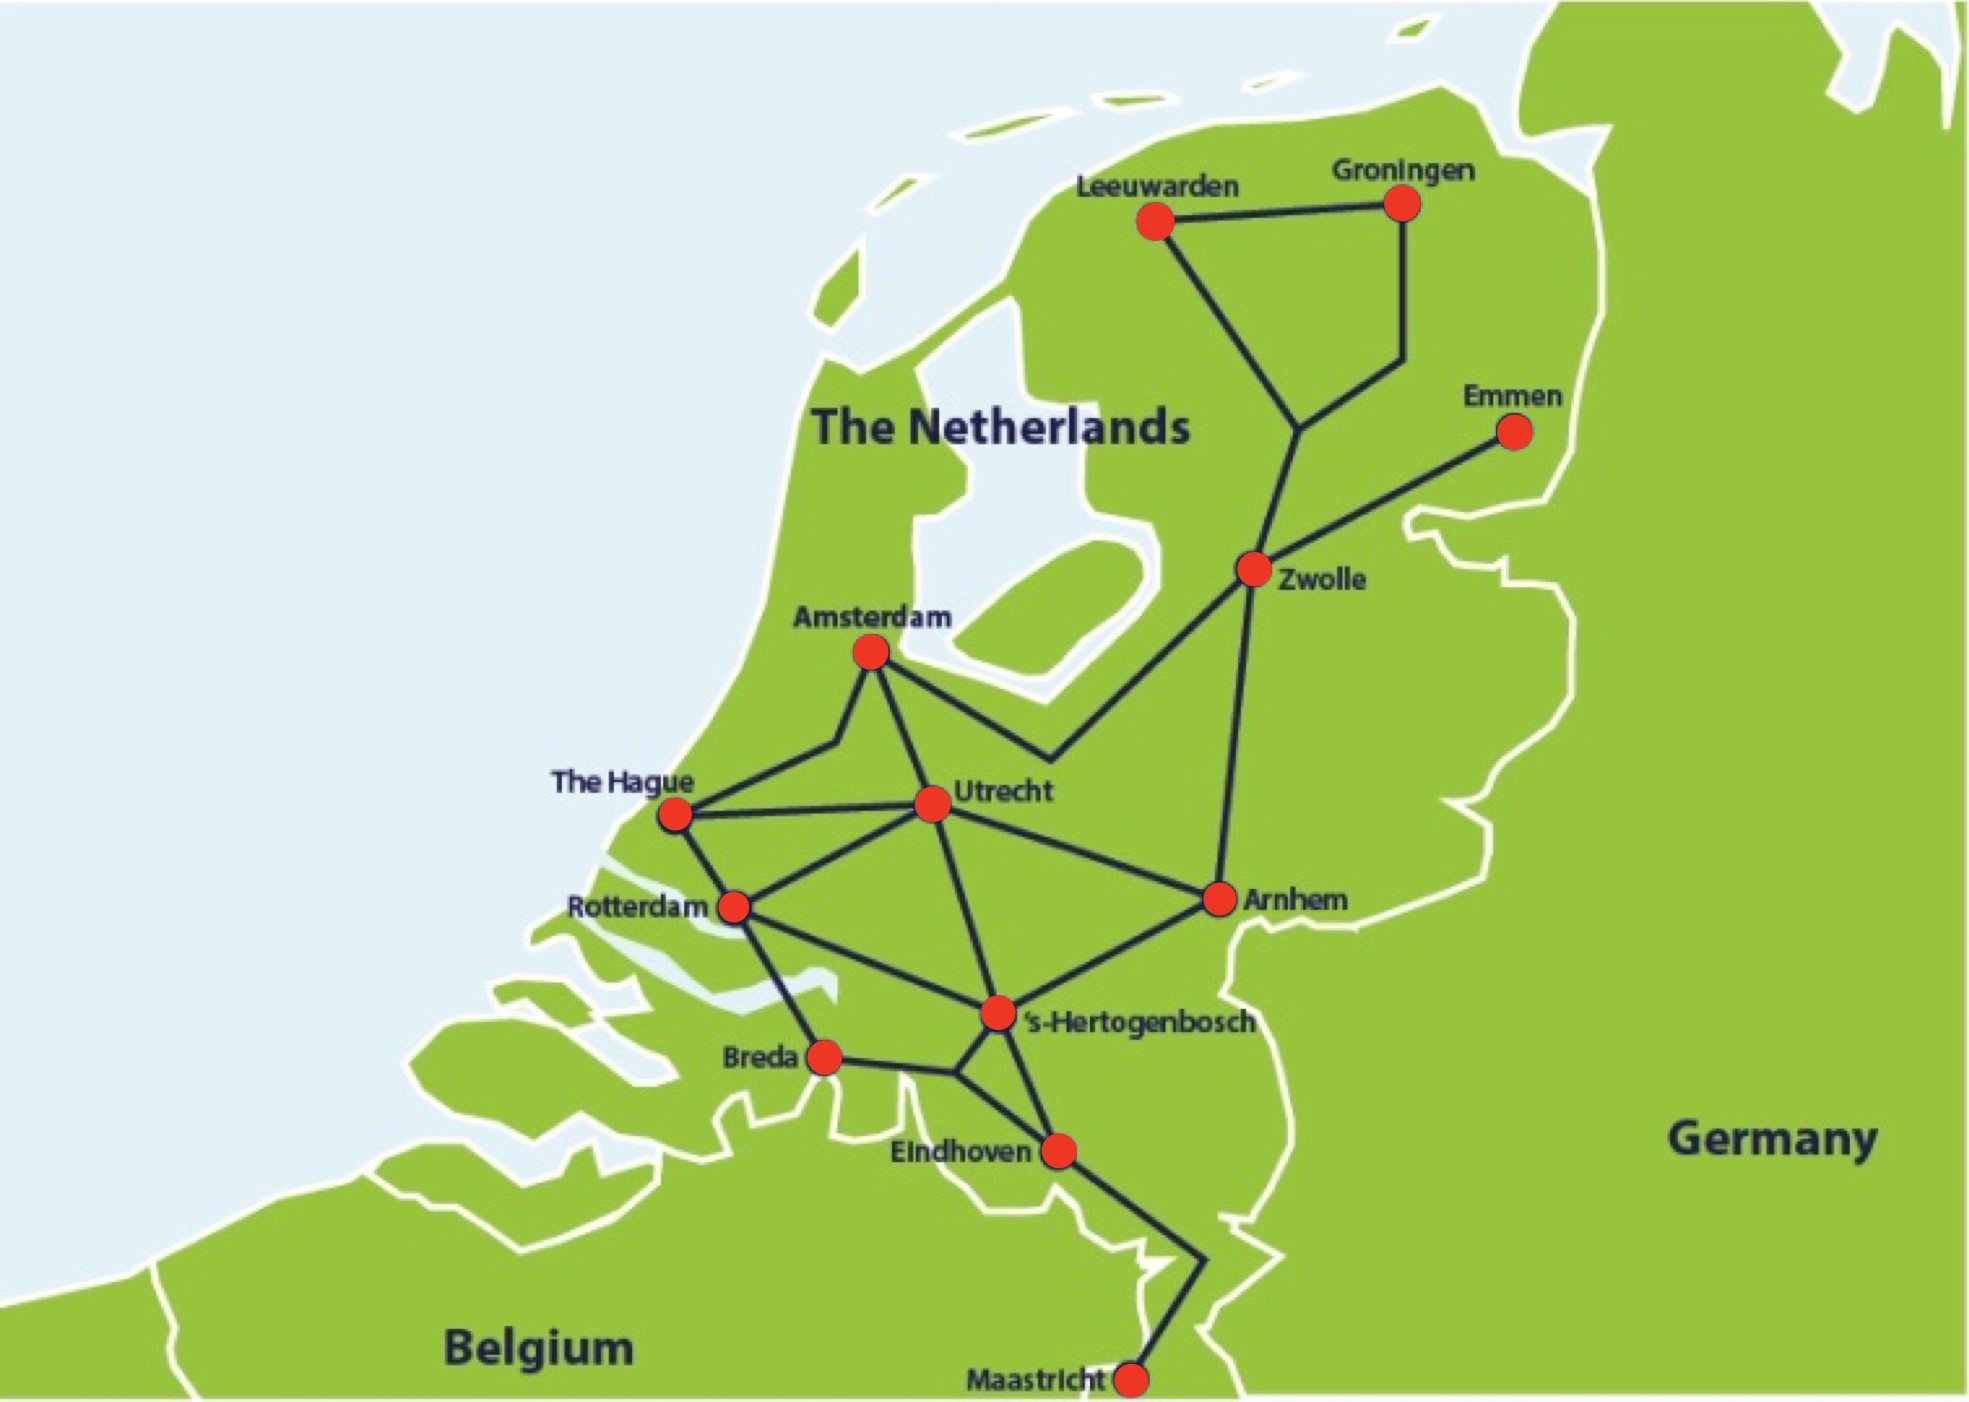 Groningen
Leeuwarden
Emmen
The Netherlands
Zwolle
Amsterdam
The Hague
Utrecht
Rotterdam
Arnhem
‘s-Hertogenbosch
Breda
Germany
Eindhoven
Belgium
Maastricht